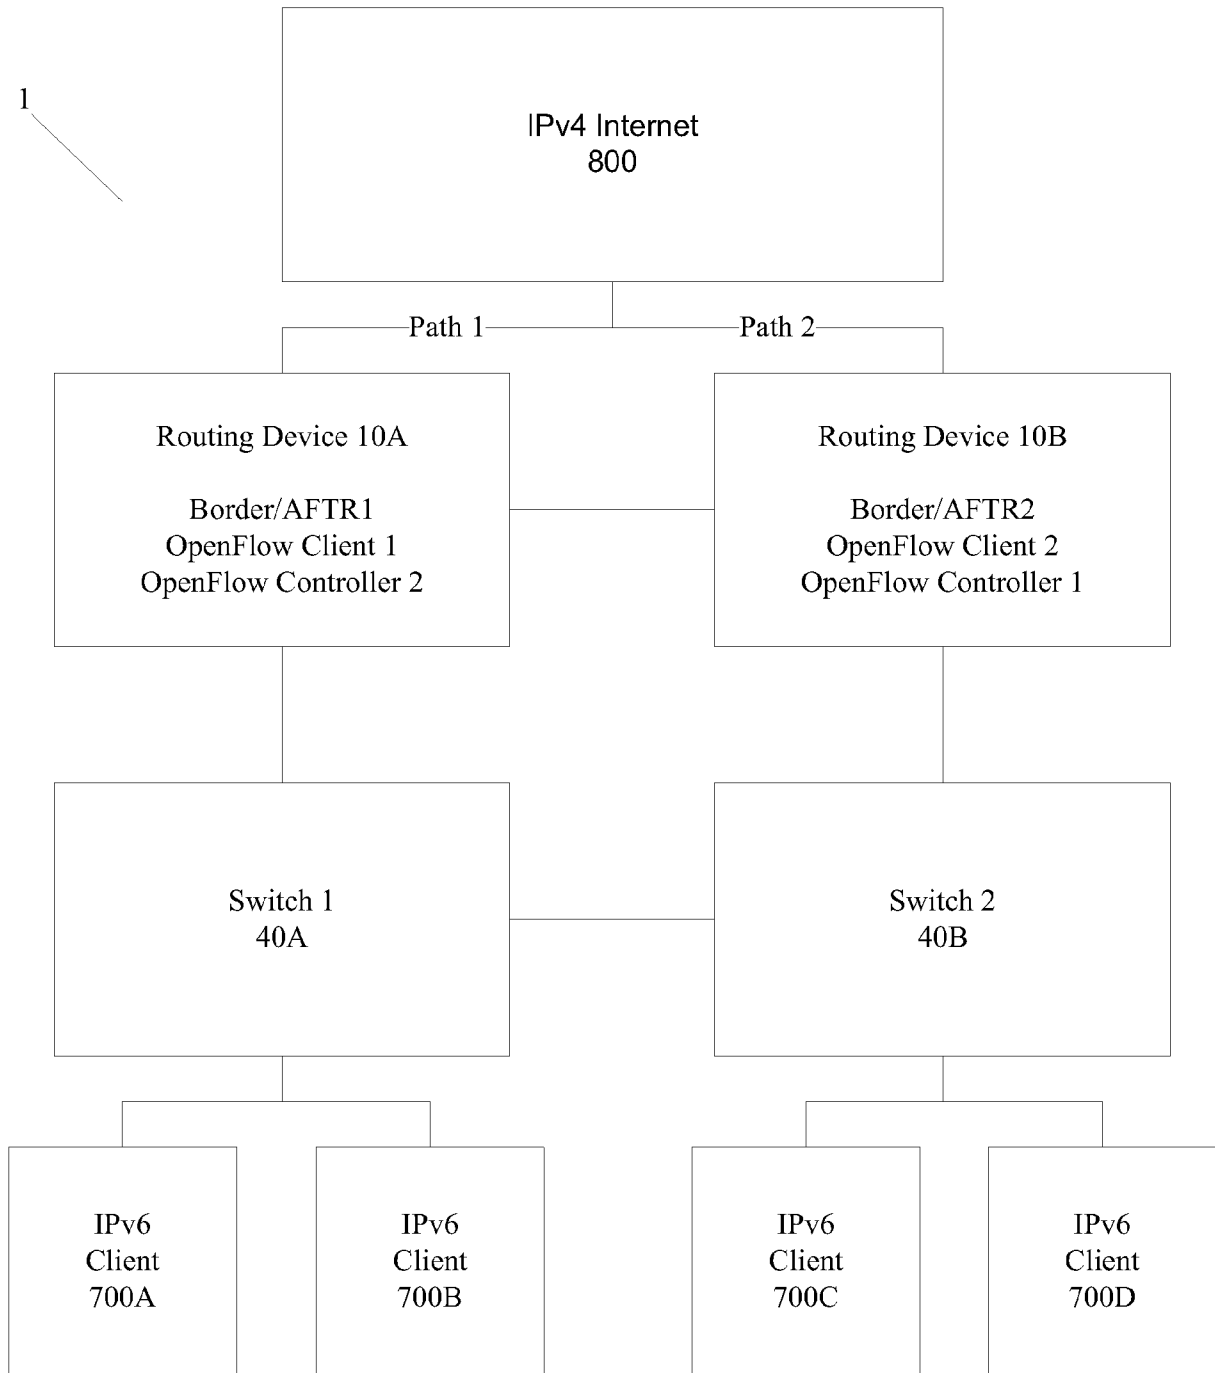 1
IPv4 Internet
800
Path 1
Path 2
Routing Device 10A
Border/AFTR1
OpenFlow Client 1
OpenFlow Controller 2
Routing Device 10B
Border/AFTR2
OpenFlow Client 2
OpenFlow Controller 1
Switch 1
40A
Switch 2
40B
IPv6
Client
700A
IPv6
Client
700B
IPv6
Client
700C
IPv6
Client
700D